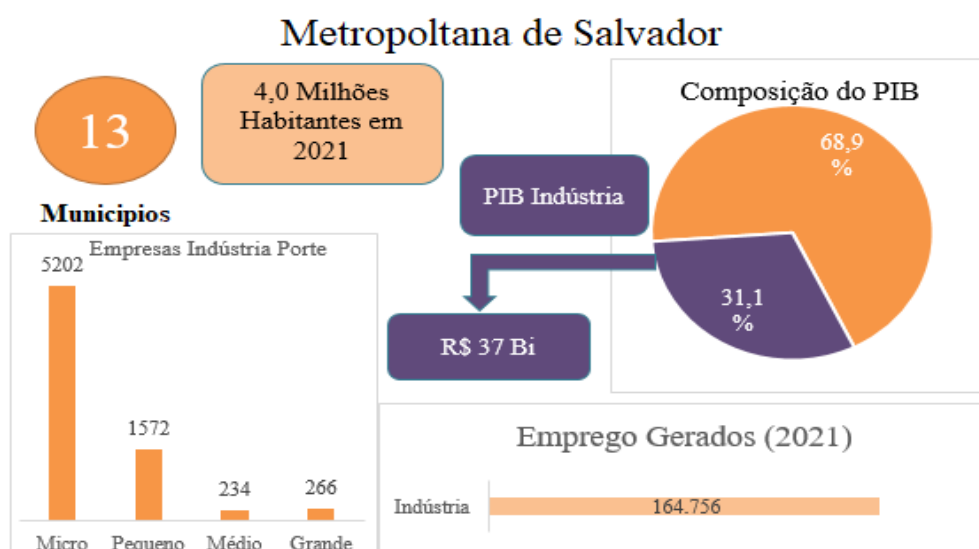 Metropoltana de Salvador
13
Municipios
4,0 Milhões
Habitantes em
2021
Composição do PIB
68,9
%
31,1
%
PIB Indústria
R$ 37 Bi
Empresas Indústria Porte
5202
1572
234
266
Micro
Pequeno
Médio
Grande
Emprego Gerados (2021)
Indústria
164.756